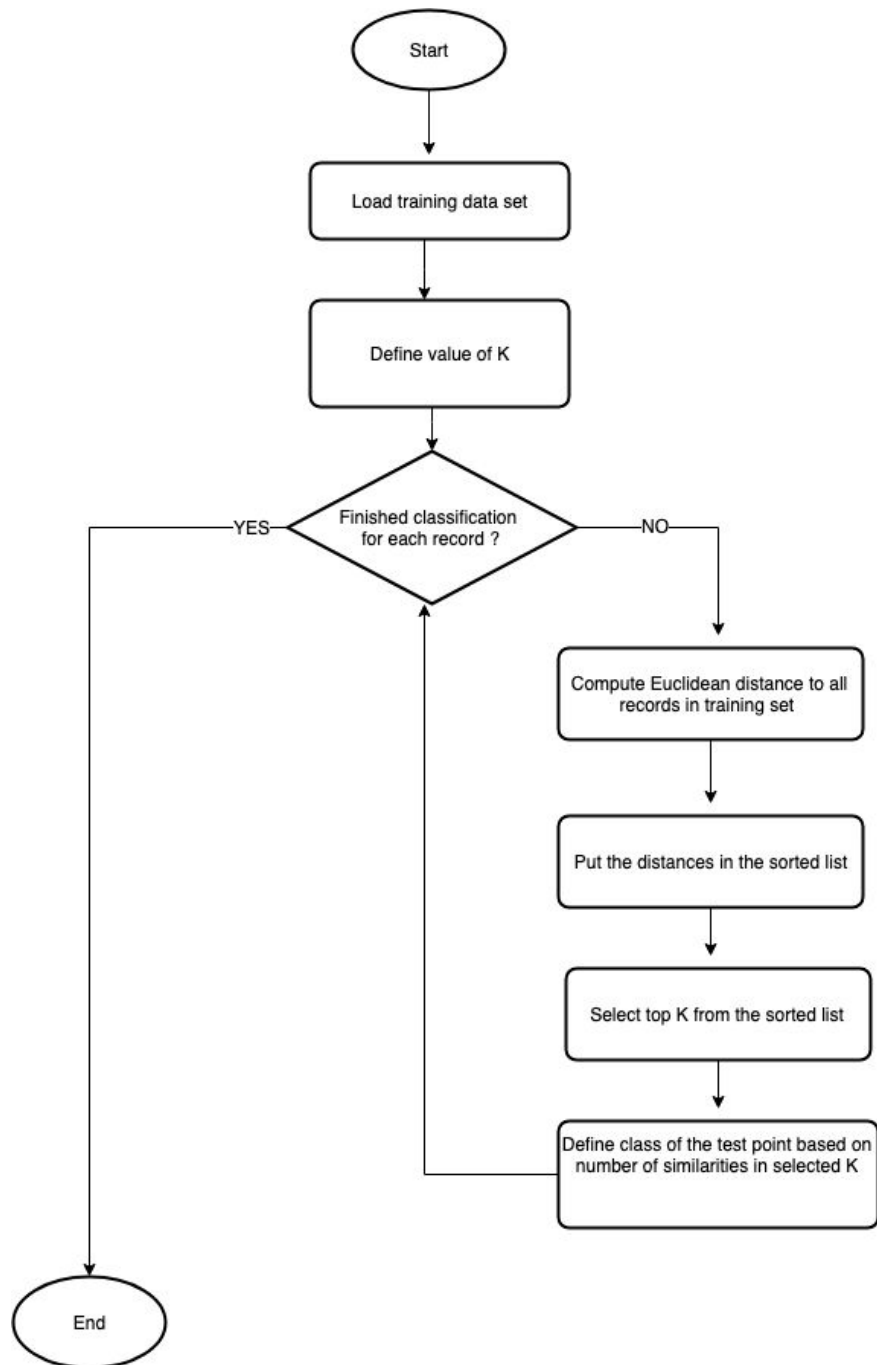 Start
Load training data set
Define value of K
Finished classification
for each record ?
YES
NO
Compute Euclidean distance to all
records in training set
Put the distances in the sorted list
Select top K from the sorted list
Define class of the test point based on
number of similarities in selected K
End